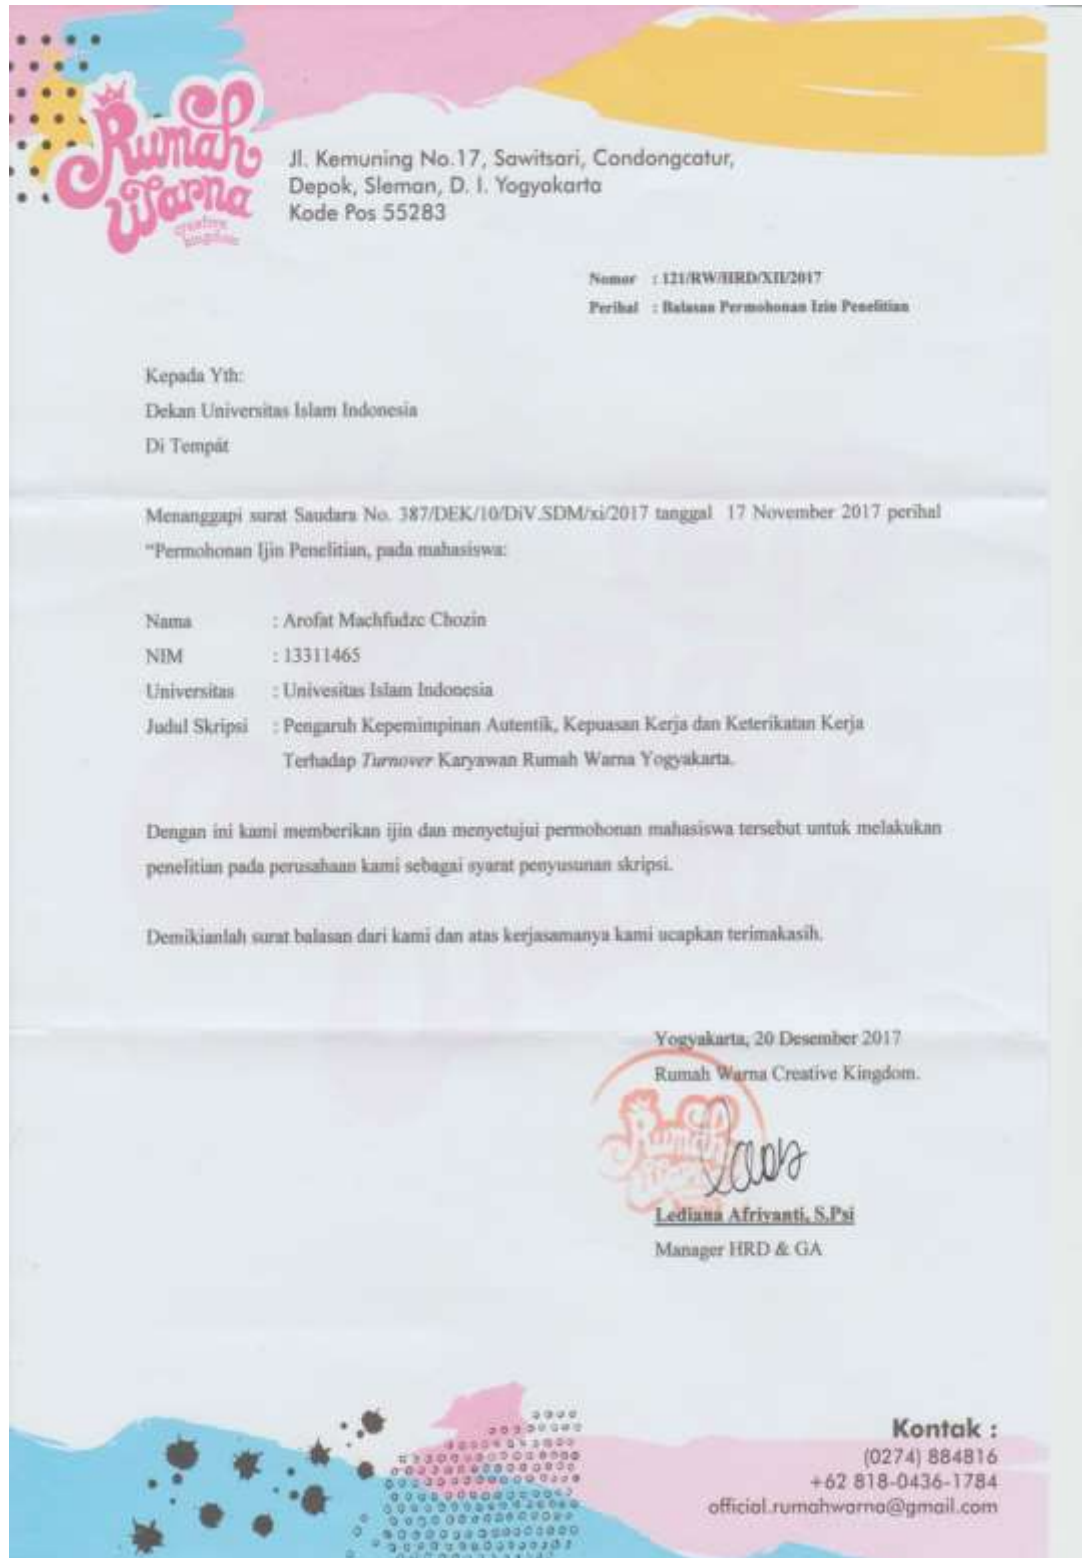 Rumah
Warna
creative
kingdom
Jl. Kemuning No.17, Sawitsari, Condongcatur,
Depok, Sleman, D. I. Yogyakarta
Kode Pos 55283
Nomor : 121/RW/HRD/XII/2017
Perihal : Balasan Permohonan Izin Penelitian
Kepada Yth:
Dekan Universitas Islam Indonesia
Di Tempat
Menanggapi surat Saudara No. 387/DEK/10/DiV.SDM/xi/2017 tanggal 17 November 2017 perihal
“Permohonan Ijin Penelitian, pada mahasiswa:
Nama : Arofat Machfudzc Chozin
NIM : 13311465
Universitas : Univesitas Islam Indonesia
Judul Skripsi : Pengaruh Kepemimpinan Autentik, Kepuasan Kerja dan Keterikatan Kerja
Terhadap Turnover Karyawan Rumah Warna Yogyakarta.
Dengan ini kami memberikan ijin dan menyetujui permohonan mahasiswa tersebut untuk melakukan
penelitian pada perusahaan kami sebagai syarat penyusunan skripsi.
Demikianlah surat balasan dari kami dan atas kerjasamanya kami ucapkan terimakasih.
Yogyakarta, 20 Desember 2017
Rumah Warna Creative Kingdom.
Rumah
Warna
Lediana Afriyanti, S.Psi
Manager HRD & GA
Kontak :
(0274) 884816
+62 818-0436-1784
official.rumahwarna@gmail.com